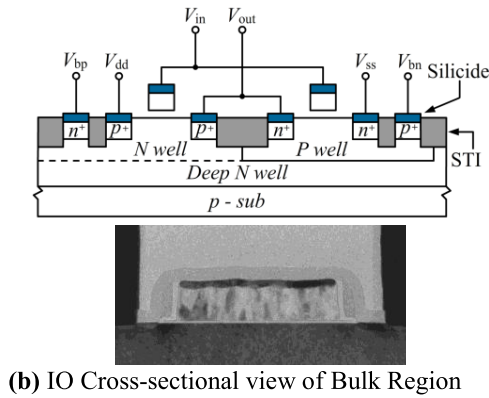 Vin Vout
Vbp Vdd Vss Vbn
Silicide
n+ p+ p+ n+ n+ p+
N well P well
STI
Deep N well
p - sub
(b) IO Cross-sectional view of Bulk Region